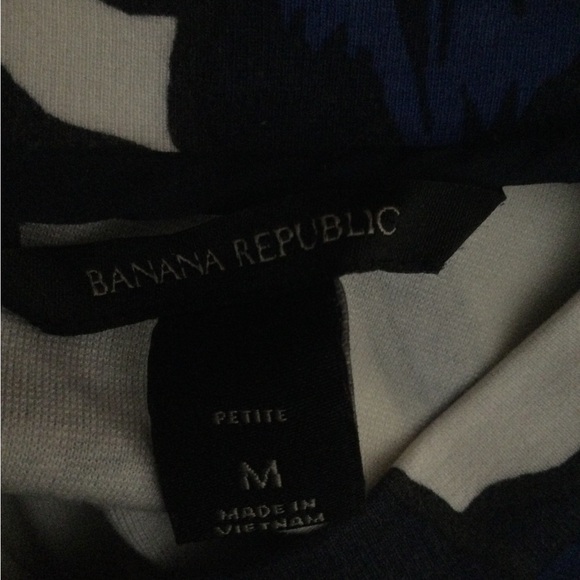 BANANA REPUBLIC
PETITE
M
MADE IN
VIETNAM